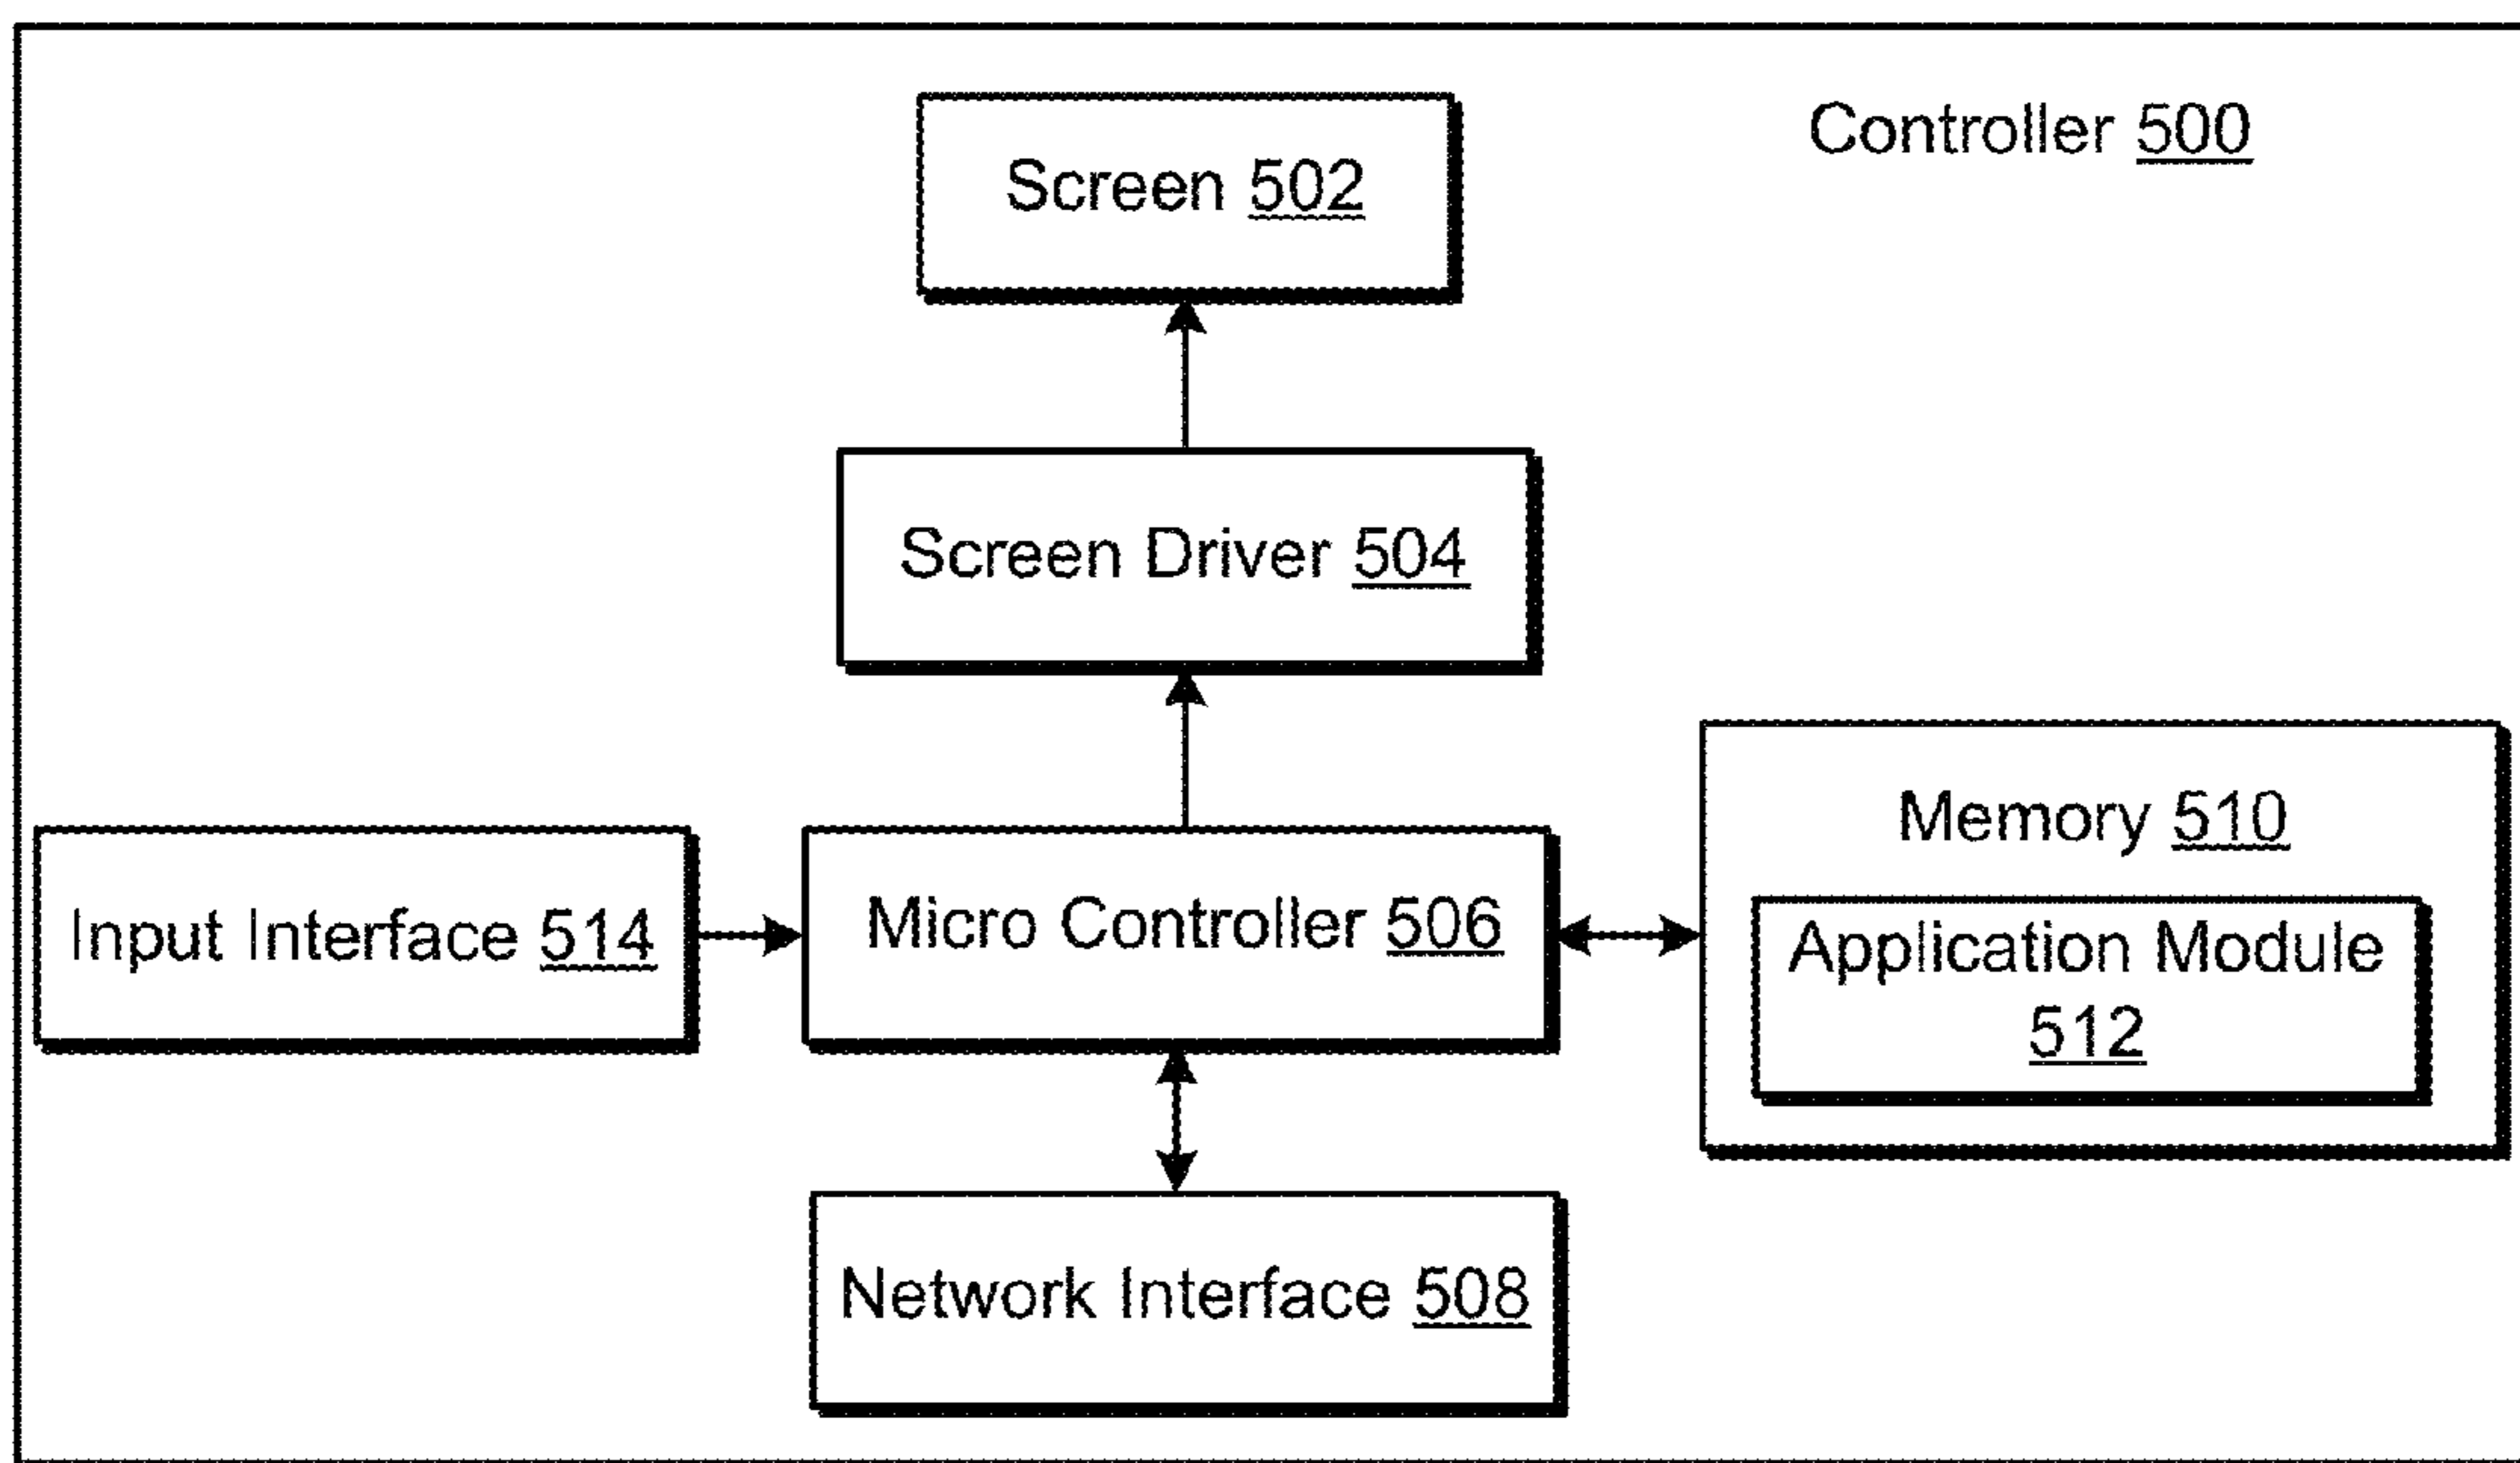 Controller 500
Screen 502
Screen Driver 504
Memory 510
Input Interface 514
Micro Controller 506
Application Module
512
Network Interface 508